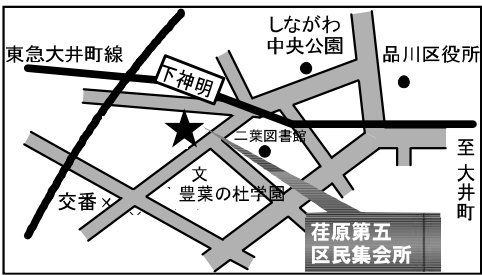 しながわ
中央公園
東急大井町線
品川区役所
下神明
二葉図書館
至大井町
文
豊葉の杜学園
交番×
荏原第五
区民集会所